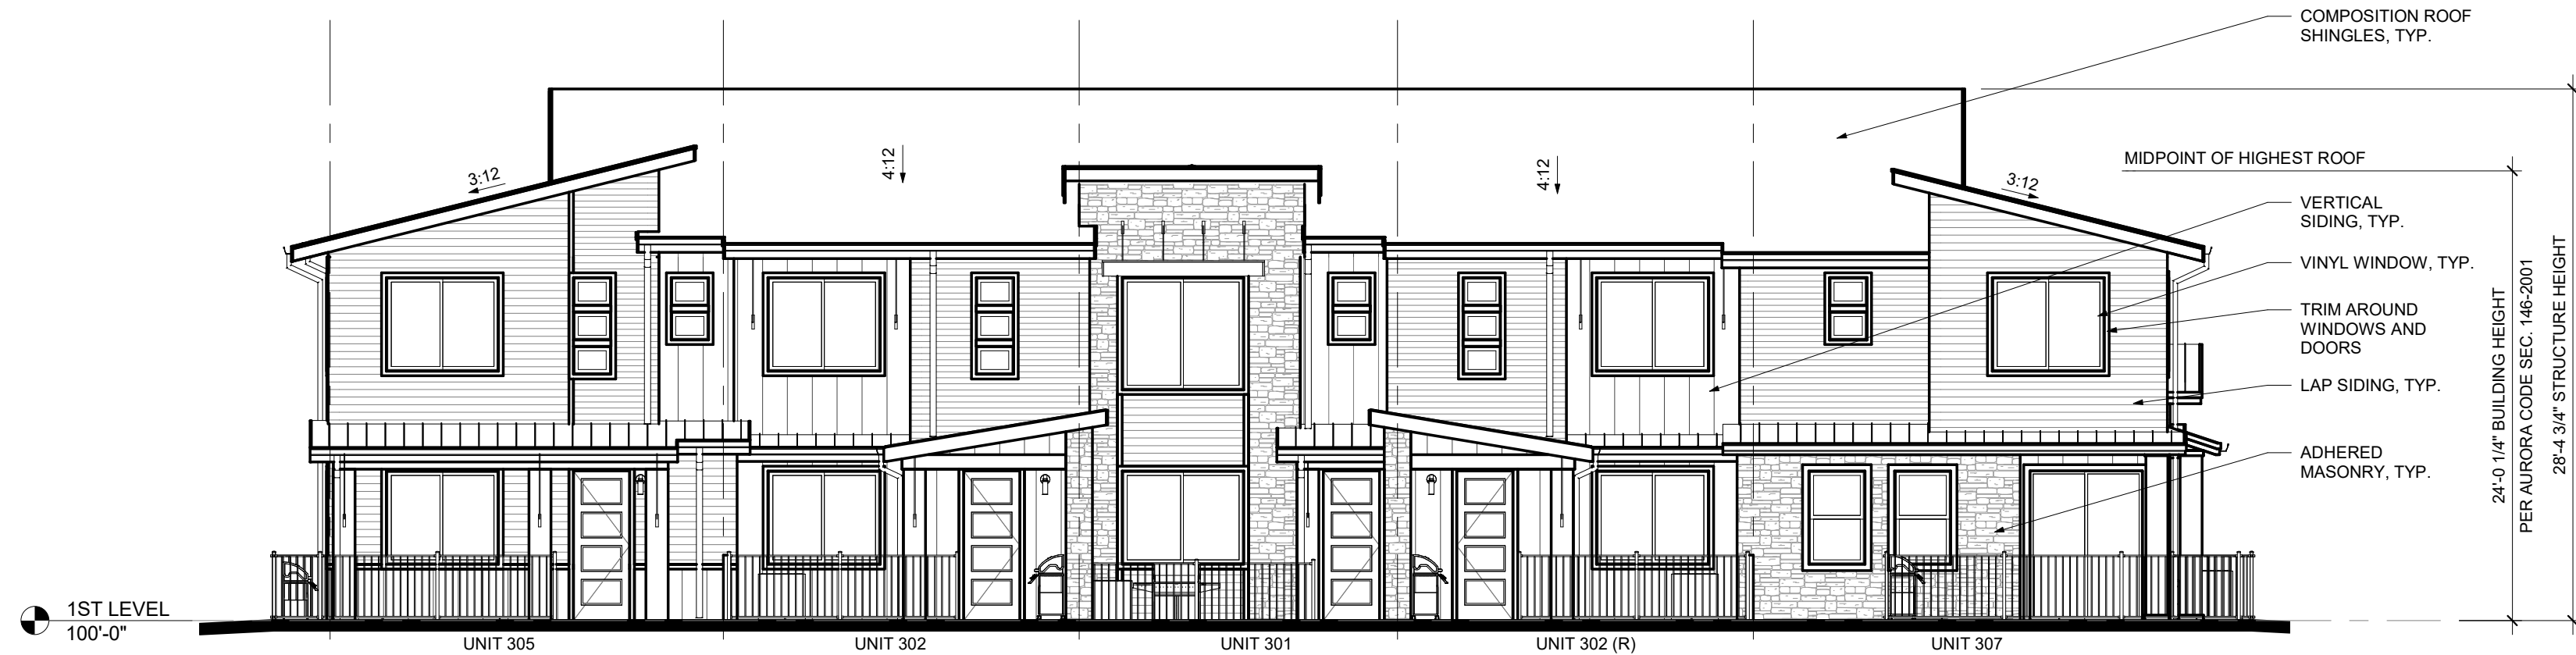 COMPOSITION ROOF
SHINGLES, TYP.
MIDPOINT OF HIGHEST ROOF
3:12
4:12
4:12
3:12
VERTICAL
SIDING, TYP.
VINYL WINDOW, TYP.
TRIM AROUND
WINDOWS AND
DOORS
LAP SIDING, TYP.
ADHERED
MASONRY, TYP.
24'-0 1/4" BUILDING HEIGHT
PER AURORA CODE SEC. 146-2001
28'-4 3/4" STRUCTURE HEIGHT
1ST LEVEL
100'-0"
UNIT 305
UNIT 302
UNIT 301
UNIT 302 (R)
UNIT 307